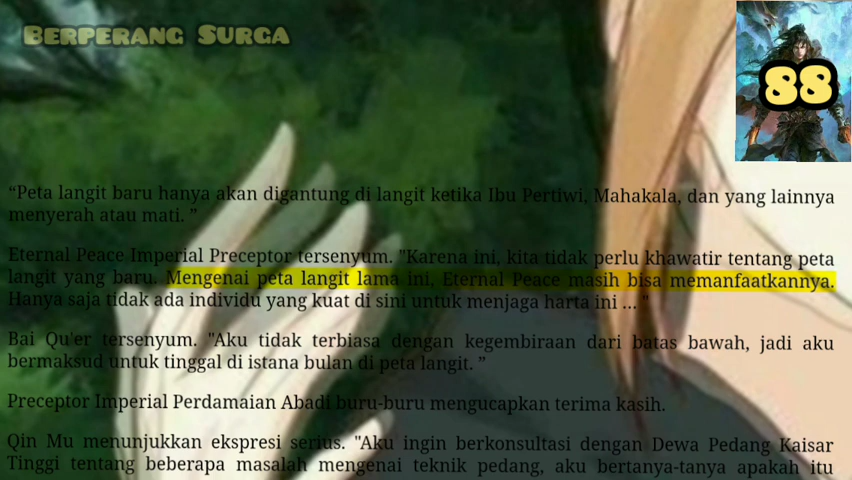 Berperang Surga
88
“Peta langit baru hanya akan digantung di langit ketika Ibu Pertiwi, Mahakala, dan yang lainnya
menyerah atau mati. ”
Eternal Peace Imperial Preceptor tersenyum. "Karena ini, kita tidak perlu khawatir tentang peta
langit yang baru. Mengenai peta langit lama ini, Eternal Peace masih bisa memanfaatkannya.
Hanya saja tidak ada individu yang kuat di sini untuk menjaga harta ini ... "
Bai Qu'er tersenyum. "Aku tidak terbiasa dengan kegembiraan dari batas bawah, jadi aku
bermaksud untuk tinggal di istana bulan di peta langit. ”
Preceptor Imperial Perdamaian Abadi buru-buru mengucapkan terima kasih.
Qin Mu menunjukkan ekspresi serius. "Aku ingin berkonsultasi dengan Dewa Pedang Kaisar
Tinggi tentang beberapa masalah mengenai teknik pedang, aku bertanya-tanya apakah itu